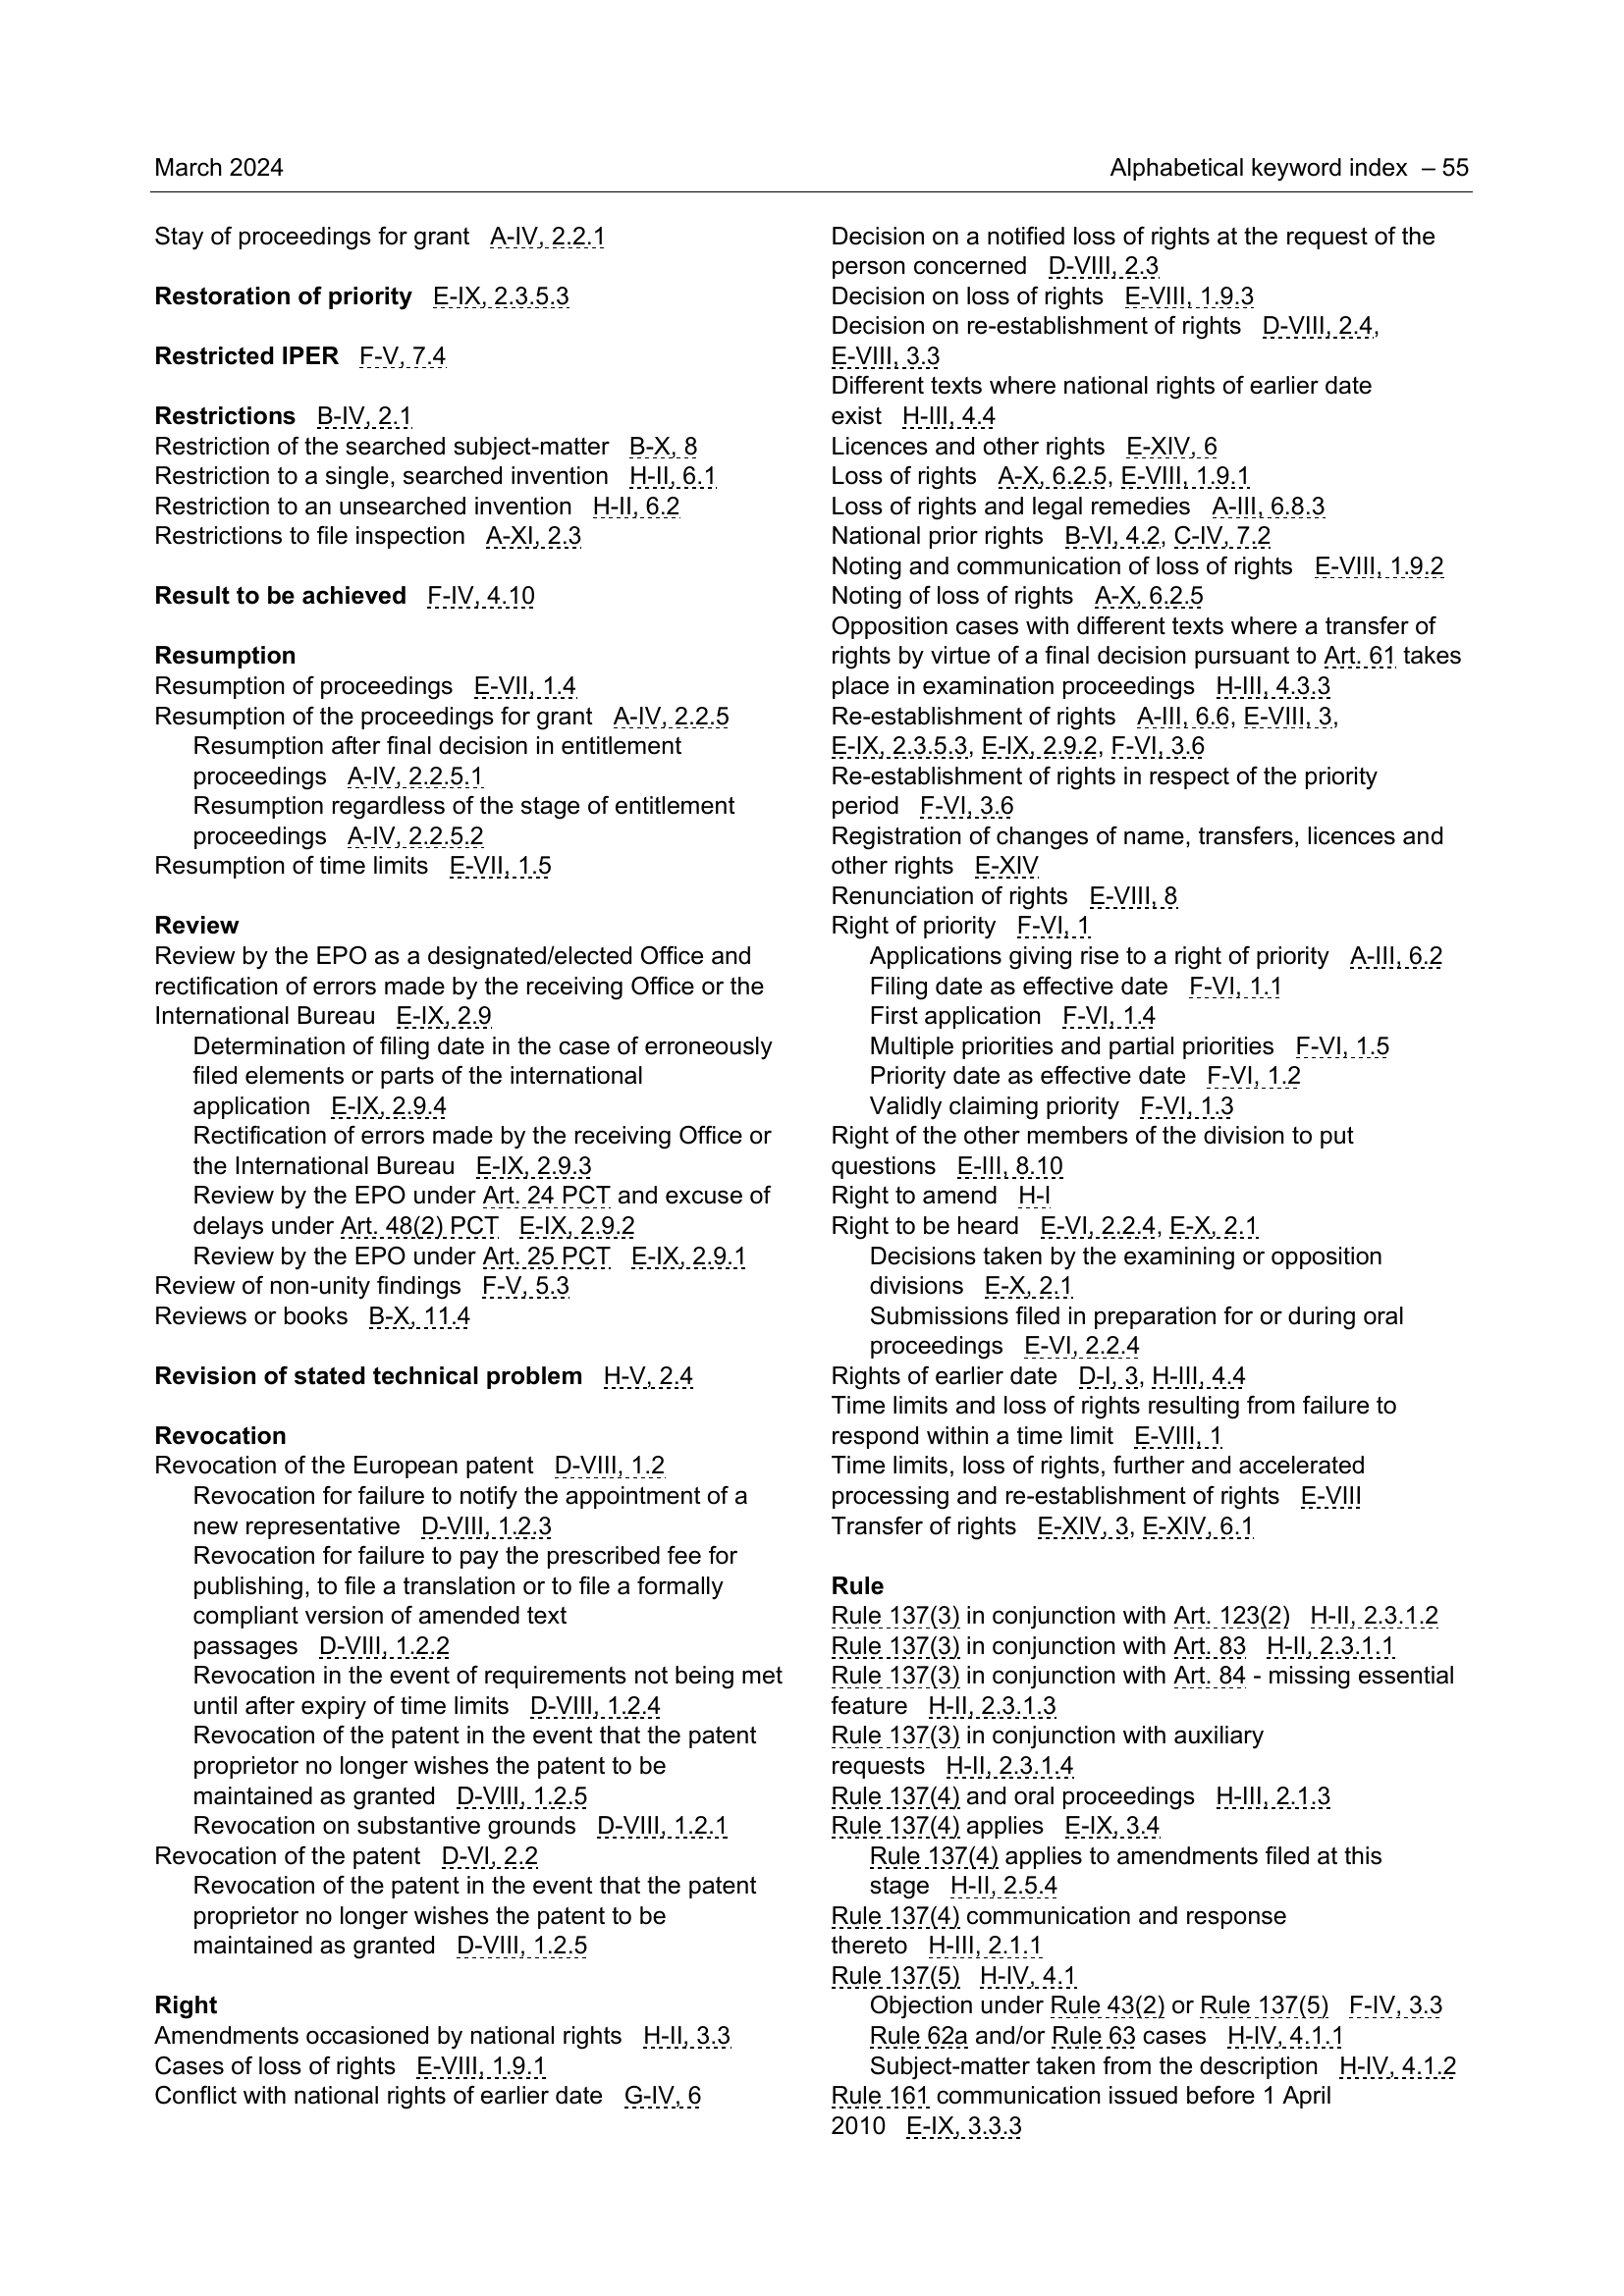 March 2024
Alphabetical keyword index – 55
Stay of proceedings for grant A-IV, 2.2.1
Restoration of priority E-IX, 2.3.5.3
Restricted IPER F-V, 7.4
Restrictions B-IV, 2.1
Restriction of the searched subject-matter B-X, 8
Restriction to a single, searched invention H-II, 6.1
Restriction to an unsearched invention H-II, 6.2
Restrictions to file inspection A-XI, 2.3
Result to be achieved F-IV, 4.10
Resumption
Resumption of proceedings E-VII, 1.4
Resumption of the proceedings for grant A-IV, 2.2.5
Resumption after final decision in entitlement
proceedings A-IV, 2.2.5.1
Resumption regardless of the stage of entitlement
proceedings A-IV, 2.2.5.2
Resumption of time limits E-VII, 1.5
Review
Review by the EPO as a designated/elected Office and
rectification of errors made by the receiving Office or the
International Bureau E-IX, 2.9
Determination of filing date in the case of erroneously
filed elements or parts of the international
application E-IX, 2.9.4
Rectification of errors made by the receiving Office or
the International Bureau E-IX, 2.9.3
Review by the EPO under Art. 24 PCT and excuse of
delays under Art. 48(2) PCT E-IX, 2.9.2
Review by the EPO under Art. 25 PCT E-IX, 2.9.1
Review of non-unity findings F-V, 5.3
Reviews or books B-X, 11.4
Revision of stated technical problem H-V, 2.4
Revocation
Revocation of the European patent D-VIII, 1.2
Revocation for failure to notify the appointment of a
new representative D-VIII, 1.2.3
Revocation for failure to pay the prescribed fee for
publishing, to file a translation or to file a formally
compliant version of amended text
passages D-VIII, 1.2.2
Revocation in the event of requirements not being met
until after expiry of time limits D-VIII, 1.2.4
Revocation of the patent in the event that the patent
proprietor no longer wishes the patent to be
maintained as granted D-VIII, 1.2.5
Revocation on substantive grounds D-VIII, 1.2.1
Revocation of the patent D-VI, 2.2
Revocation of the patent in the event that the patent
proprietor no longer wishes the patent to be
maintained as granted D-VIII, 1.2.5
Right
Amendments occasioned by national rights H-II, 3.3
Cases of loss of rights E-VIII, 1.9.1
Conflict with national rights of earlier date G-IV, 6
Decision on a notified loss of rights at the request of the
person concerned D-VIII, 2.3
Decision on loss of rights E-VIII, 1.9.3
Decision on re-establishment of rights D-VIII, 2.4,
E-VIII, 3.3
Different texts where national rights of earlier date
exist H-III, 4.4
Licences and other rights E-XIV, 6
Loss of rights A-X, 6.2.5, E-VIII, 1.9.1
Loss of rights and legal remedies A-III, 6.8.3
National prior rights B-VI, 4.2, C-IV, 7.2
Noting and communication of loss of rights E-VIII, 1.9.2
Noting of loss of rights A-X, 6.2.5
Opposition cases with different texts where a transfer of
rights by virtue of a final decision pursuant to Art. 61 takes
place in examination proceedings H-III, 4.3.3
Re-establishment of rights A-III, 6.6, E-VIII, 3,
E-IX, 2.3.5.3, E-IX, 2.9.2, F-VI, 3.6
Re-establishment of rights in respect of the priority
period F-VI, 3.6
Registration of changes of name, transfers, licences and
other rights E-XIV
Renunciation of rights E-VIII, 8
Right of priority F-VI, 1
Applications giving rise to a right of priority A-III, 6.2
Filing date as effective date F-VI, 1.1
First application F-VI, 1.4
Multiple priorities and partial priorities F-VI, 1.5
Priority date as effective date F-VI, 1.2
Validly claiming priority F-VI, 1.3
Right of the other members of the division to put
questions E-III, 8.10
Right to amend H-I
Right to be heard E-VI, 2.2.4, E-X, 2.1
Decisions taken by the examining or opposition
divisions E-X, 2.1
Submissions filed in preparation for or during oral
proceedings E-VI, 2.2.4
Rights of earlier date D-I, 3, H-III, 4.4
Time limits and loss of rights resulting from failure to
respond within a time limit E-VIII, 1
Time limits, loss of rights, further and accelerated
processing and re-establishment of rights E-VIII
Transfer of rights E-XIV, 3, E-XIV, 6.1
Rule
Rule 137(3) in conjunction with Art. 123(2) H-II, 2.3.1.2
Rule 137(3) in conjunction with Art. 83 H-II, 2.3.1.1
Rule 137(3) in conjunction with Art. 84 - missing essential
feature H-II, 2.3.1.3
Rule 137(3) in conjunction with auxiliary
requests H-II, 2.3.1.4
Rule 137(4) and oral proceedings H-III, 2.1.3
Rule 137(4) applies E-IX, 3.4
Rule 137(4) applies to amendments filed at this
stage H-II, 2.5.4
Rule 137(4) communication and response
thereto H-III, 2.1.1
Rule 137(5) H-IV, 4.1
Objection under Rule 43(2) or Rule 137(5) F-IV, 3.3
Rule 62a and/or Rule 63 cases H-IV, 4.1.1
Subject-matter taken from the description H-IV, 4.1.2
Rule 161 communication issued before 1 April
2010 E-IX, 3.3.3